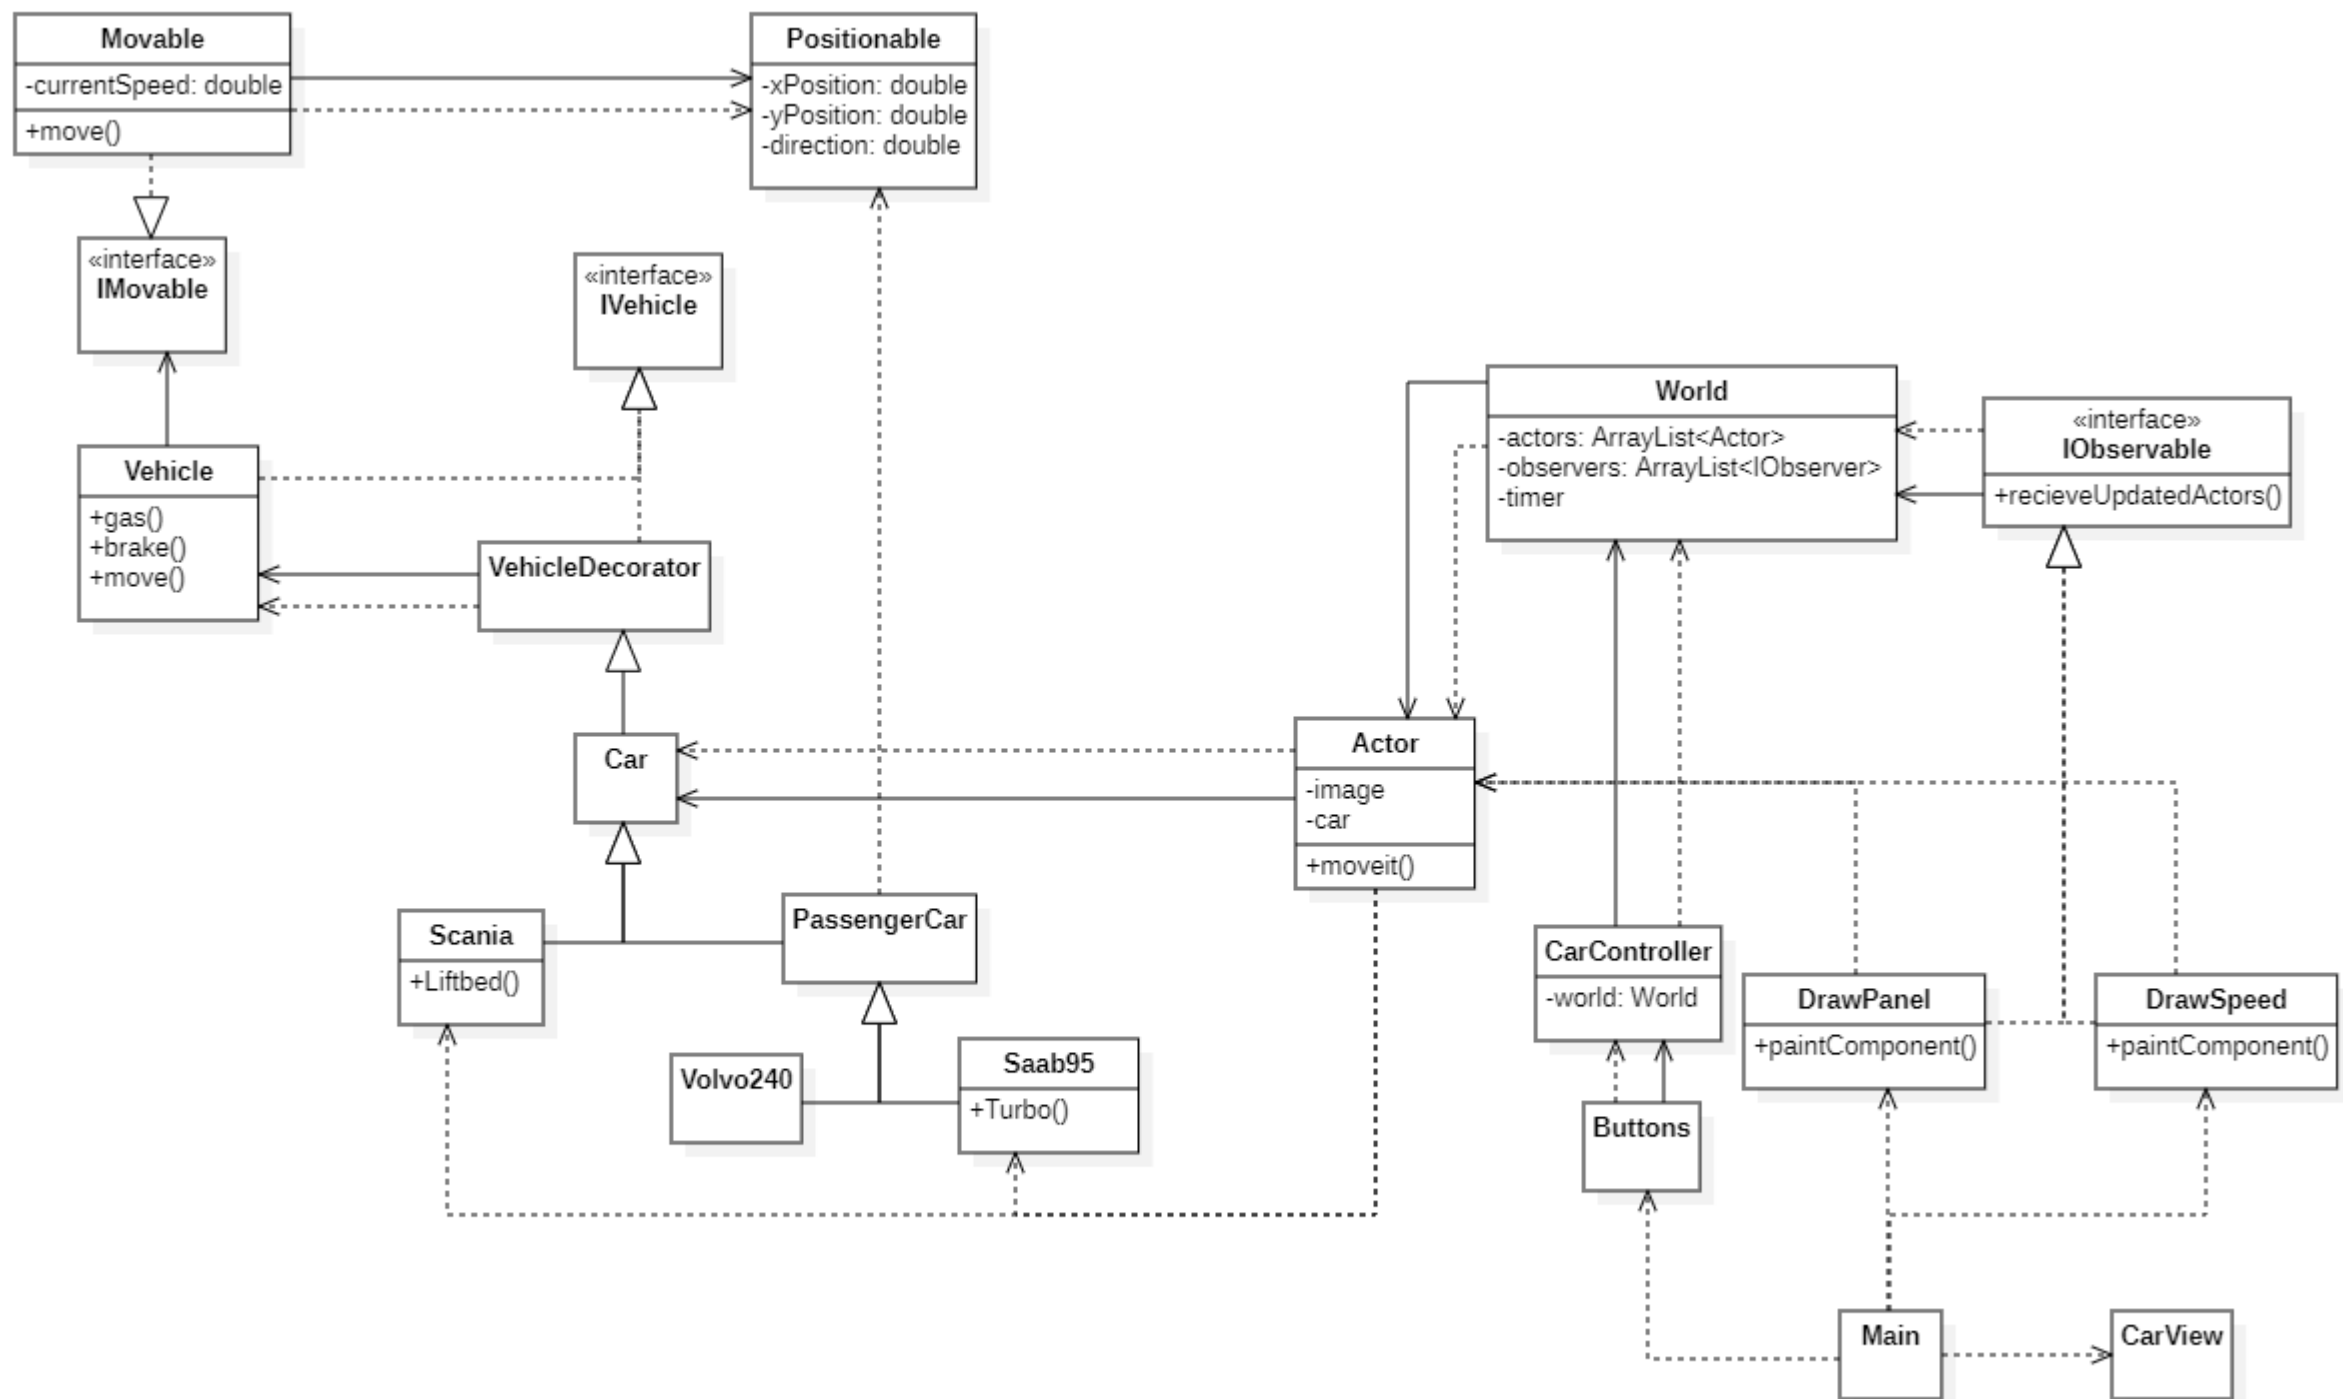 Movable
-currentSpeed: double
+move()
Positionable
-xPosition: double
-yPosition: double
-direction: double
«interface»
IMovable
«interface»
IVehicle
Vehicle
+gas()
+brake()
+move()
VehicleDecorator
World
-actors: ArrayList<Actor>
-observers: ArrayList<IObserver>
-timer
«interface»
IObservable
+recieveUpdatedActors()
Car
Actor
-image
-car
+moveit()
Scania
+Liftbed()
PassengerCar
Volvo240
Saab95
+Turbo()
CarController
-world: World
DrawPanel
+paintComponent()
DrawSpeed
+paintComponent()
Buttons
Main
CarView